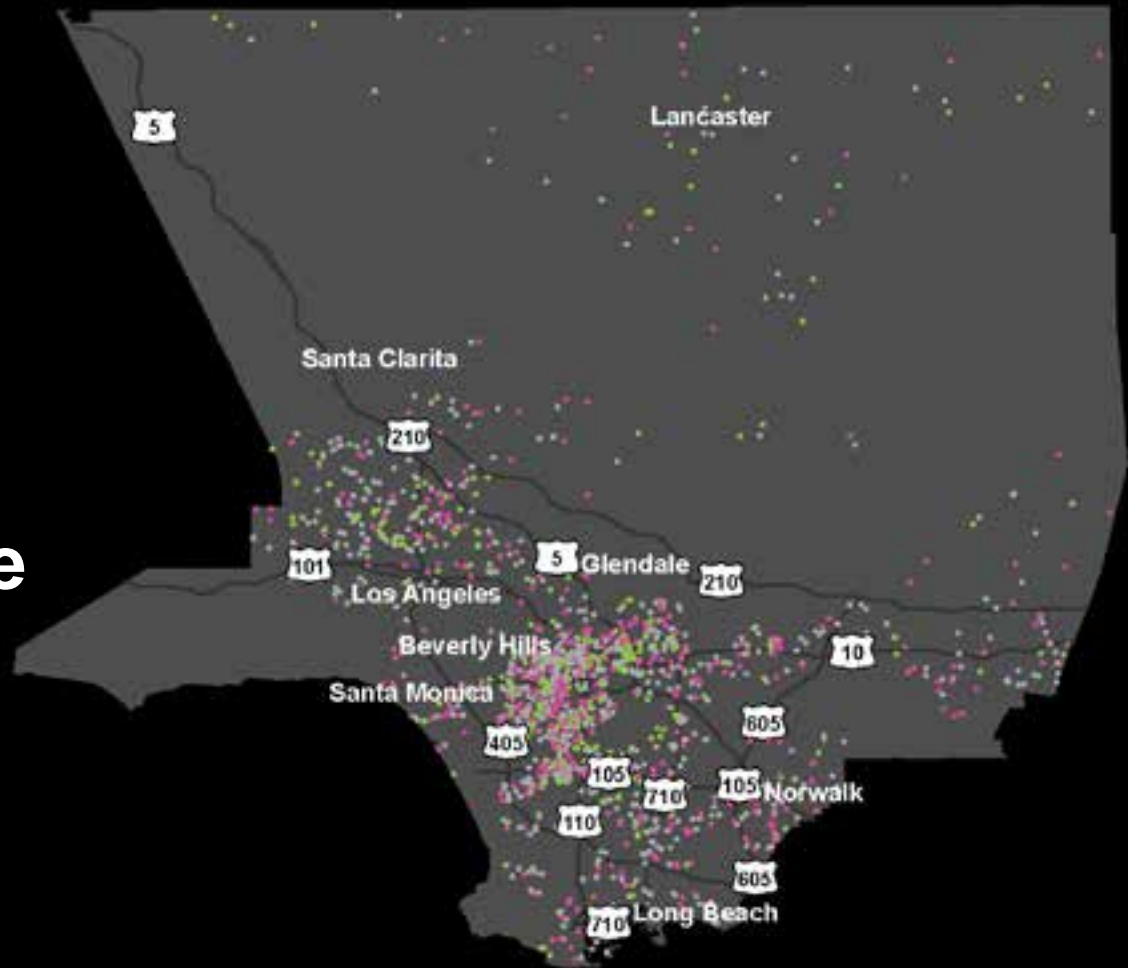 Lancaster
5
Santa Clarita
210
e
101
5
Glendale
210
Los Angeles
Beverly Hills
10
Santa Monica
605
405
105
710
105
Norwalk
110
605
710
Long Beach